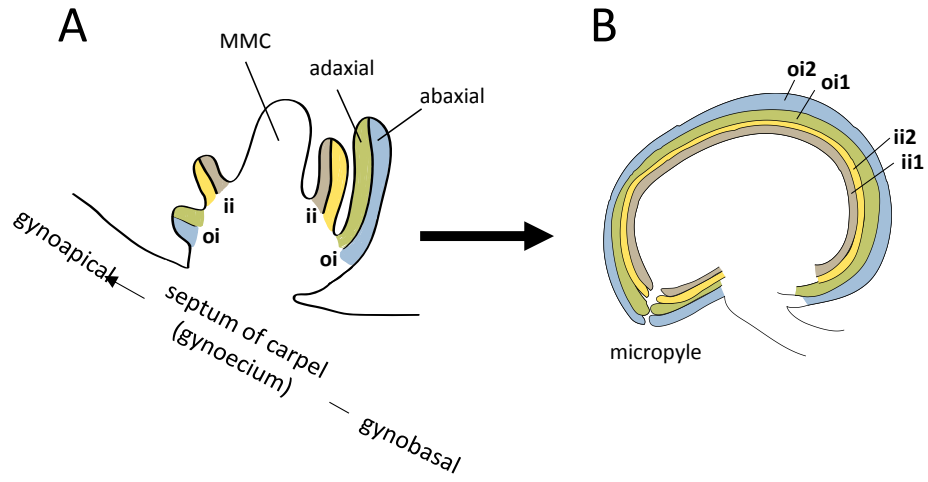 A
B
MMC
adaxial
abaxial
ii
oi
ii
oi
gynoapical
septum of carpel
(gynoecium)
gynobasal
oi2
oi1
ii2
ii1
micropyle